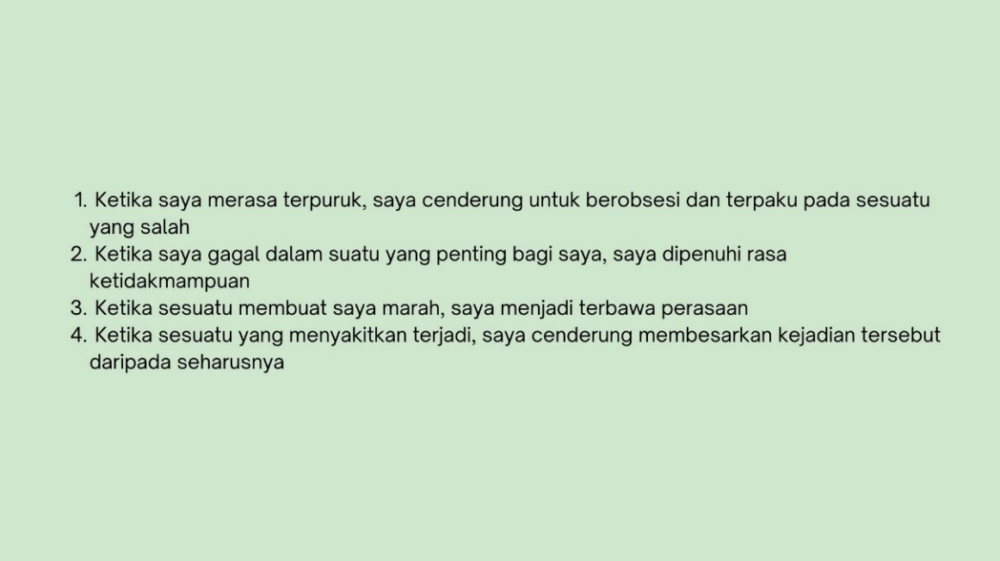 1. Ketika saya merasa terpuruk, saya cenderung untuk berobsesi dan terpaku pada sesuatu
yang salah
2. Ketika saya gagal dalam suatu yang penting bagi saya, saya dipenuhi rasa
ketidakmampuan
3. Ketika sesuatu membuat saya marah, saya menjadi terbawa perasaan
4. Ketika sesuatu yang menyakitkan terjadi, saya cenderung membesarkan kejadian tersebut
daripada seharusnya